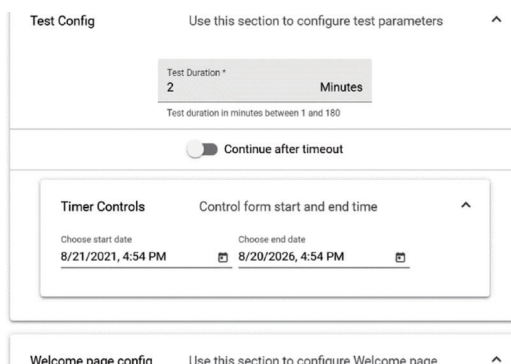 Test Config Use this section to configure test parameters
Test Duration *
2 Minutes
Test duration in minutes between 1 and 180
Continue after timeout
Timer Controls Control form start and end time
Choose start date Choose end date
8/21/2021, 4:54 PM 8/20/2026, 4:54 PM
Welcome page config Use this section to configure Welcome page